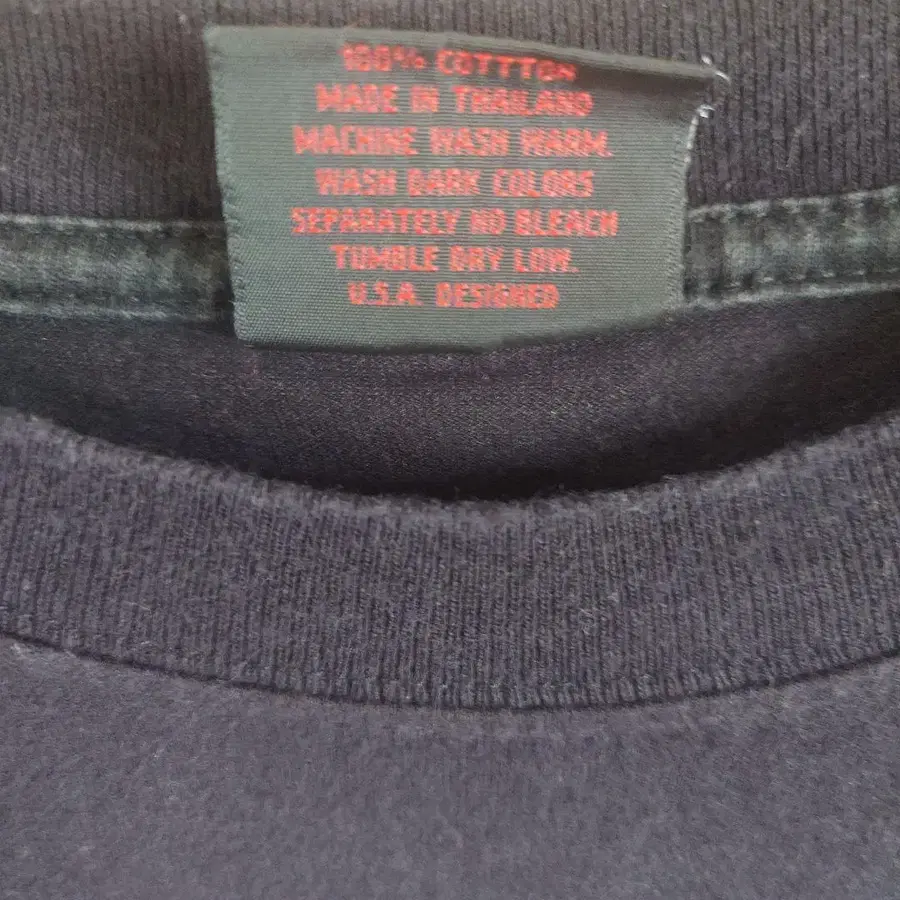 100% COTTTON
MADE IN THAILAND
MACHINE WASH WARM.
WASH DARK COLORS
SEPARATELY NO BLEACH
TUMBLE DRY LOW.
U.S.A. DESIGNED